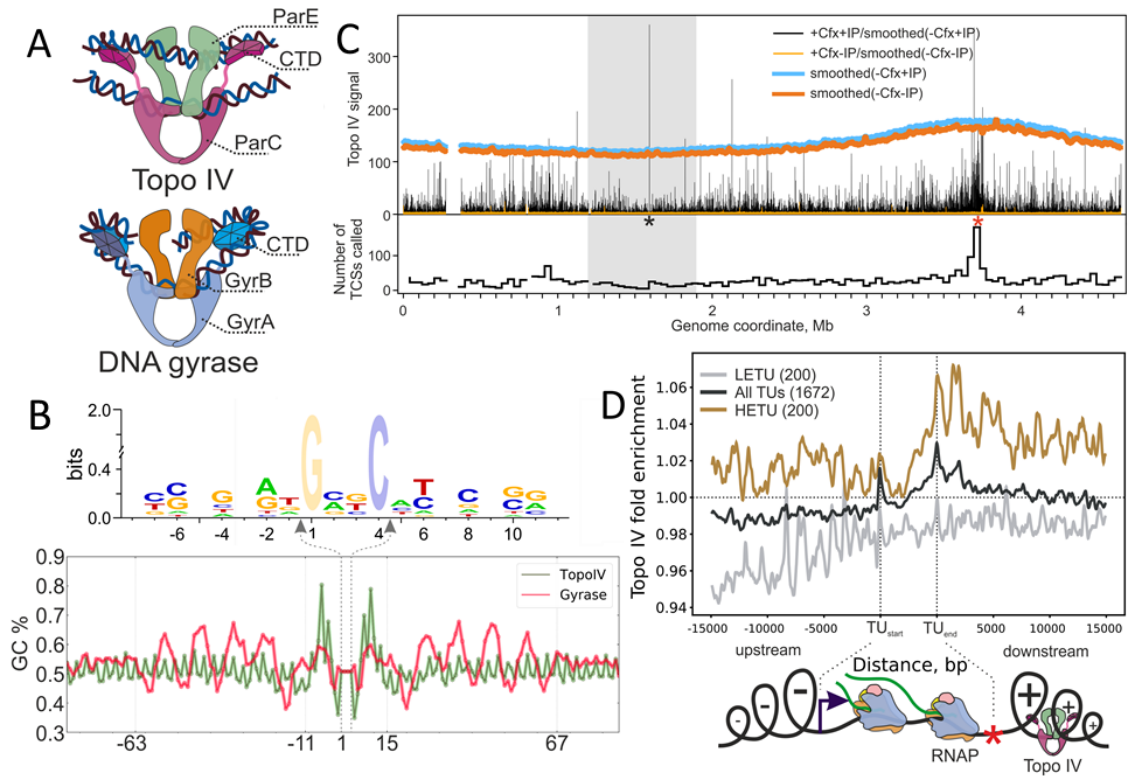 A
ParE
CTD
ParC
Topo IV
CTD
GyrB
GyrA
DNA gyrase
C
+Cfx+IP/smoothed(-Cfx+IP)
+Cfx-IP/smoothed(-Cfx-IP)
smoothed(-Cfx+IP)
smoothed(-Cfx-IP)
Topo IV signal
300
200
100
0
*
*
Number of
TCSs called
100
0
0 1 2 3 4
Genome coordinate, Mb
B
bits
2.0
0.4
0.0
G C
-6 -4 -2 1 4 6 8 10
GC %
0.9
0.8
0.7
0.6
0.5
0.4
0.3
TopoIV
Gyrase
-63 -11 1 15 67
D
LETU (200)
All TUs (1672)
HETU (200)
Topo IV fold enrichment
1.06
1.04
1.02
1.00
0.98
0.96
0.94
-15000 -10000 -5000 TUstart TUend 5000 10000 15000
upstream downstream
Distance, bp
- - - + + +
RNAP
*
Topo IV